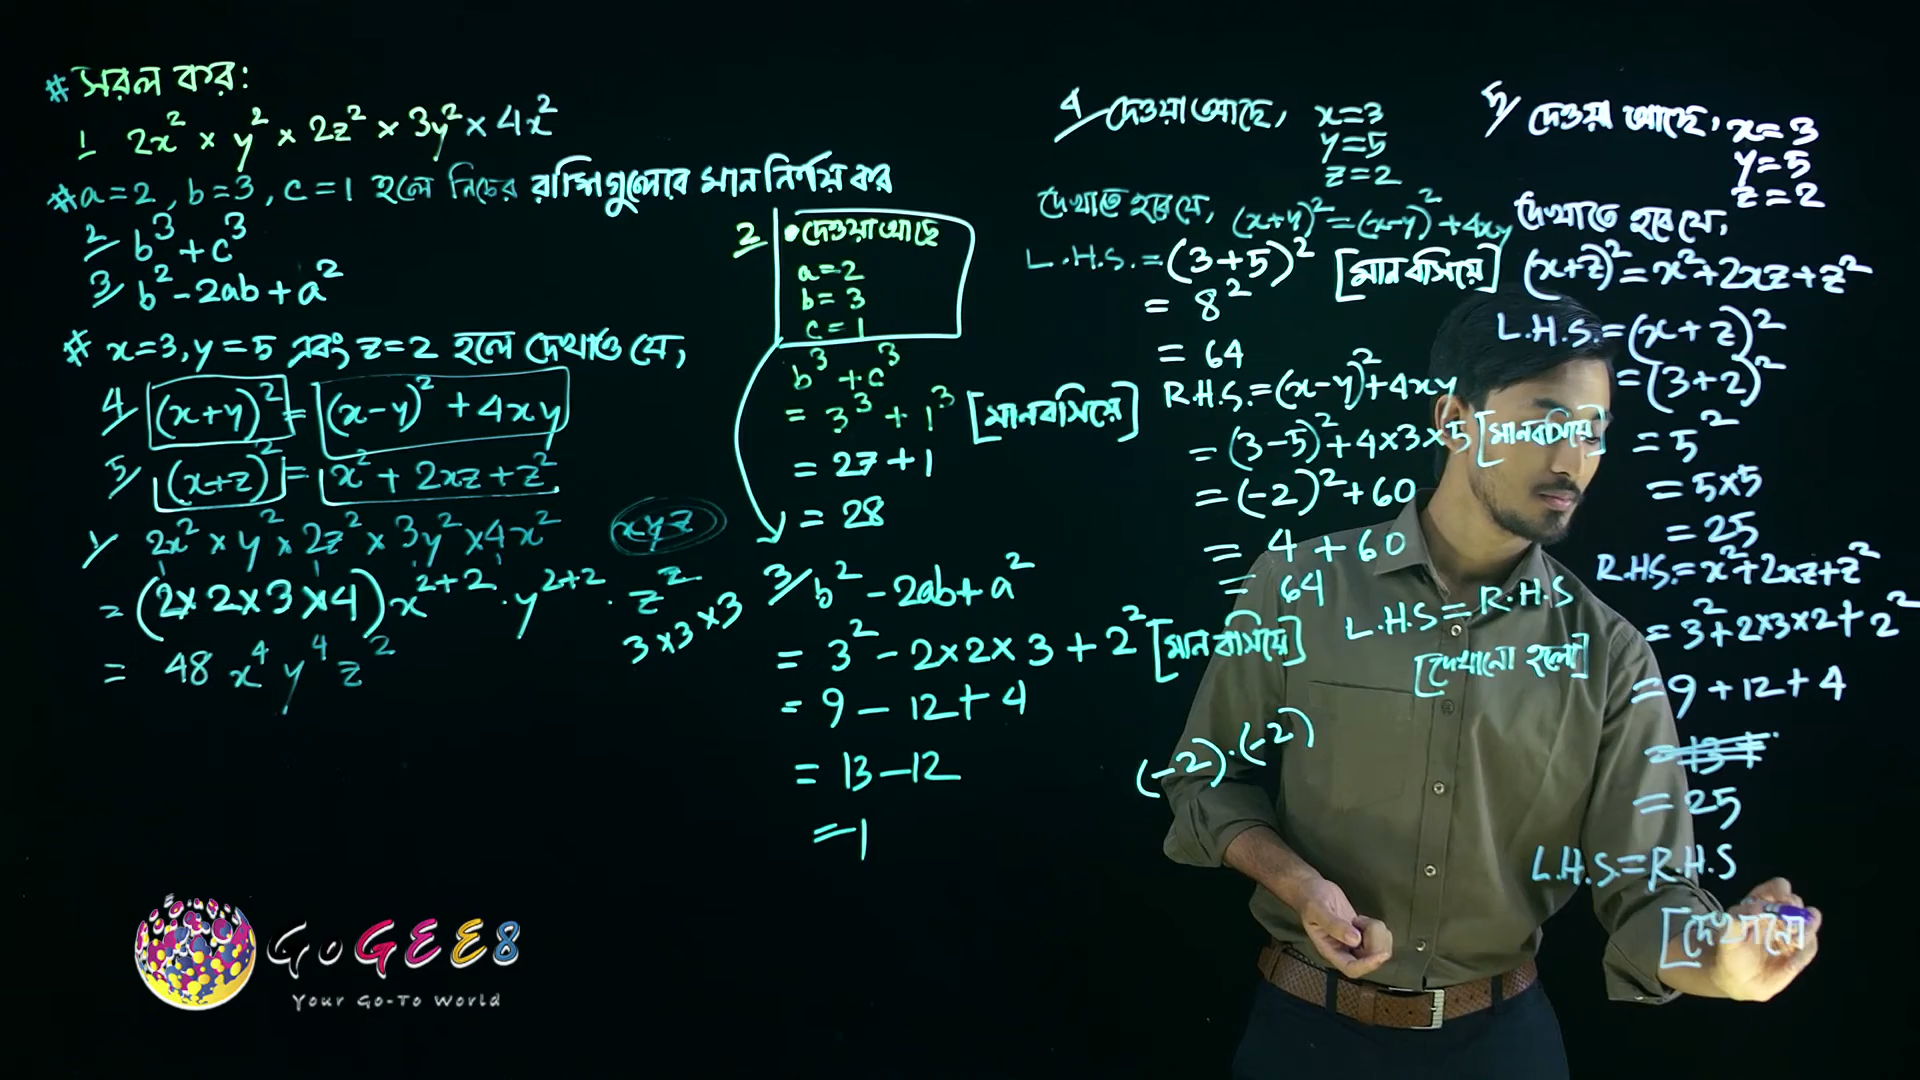 # সরল কর:
1 2x² × y² × 2z² × 3y² × 4x²
# a=2, b=3, c=1 হলে নিচের রাশিগুলোর মান নির্ণয় কর
2 b³+c³
3 b²-2ab+a²
# x=3, y=5 এবং z=2 হলে দেখাও যে,
4 (x+y)² = (x-y)² + 4xy
5 (x+z)² = x² + 2xz + z²
1 2x² × y² × 2z² × 3y² × 4x²
xyz
= (2×2×3×4) x²⁺² · y²⁺² · z²
3×3×3
= 48 x⁴ y⁴ z²
2 • দেওয়া আছে
a=2
b=3
c=1
b³+c³
= 3³ + 1³ [মান বসিয়ে]
= 27+1
= 28
3 b² - 2ab + a²
= 3² - 2×2×3 + 2² [মান বসিয়ে]
= 9 - 12 + 4
= 13 - 12
= 1
4 দেওয়া আছে, x=3
y=5
z=2
দেখাতে হবে যে, (x+y)² = (x-y)² + 4xy
L.H.S. = (3+5)² [মান বসিয়ে]
= 8²
= 64
R.H.S. = (x-y)² + 4xy
= (3-5)² + 4×3×5 [মান বসিয়ে]
= (-2)² + 60
= 4 + 60
= 64
L.H.S = R.H.S
[দেখানো হলো]
(-2)·(-2)
5 দেওয়া আছে, x=3
y=5
z=2
দেখাতে হবে যে,
(x+z)² = x² + 2xz + z²
L.H.S. = (x+z)²
= (3+2)²
= 5²
= 5×5
= 25
R.H.S. = x² + 2xz + z²
= 3² + 2×3×2 + 2²
= 9 + 12 + 4
= 25
L.H.S. = R.H.S
[দেখানো
GoGEE8
Your Go-To World